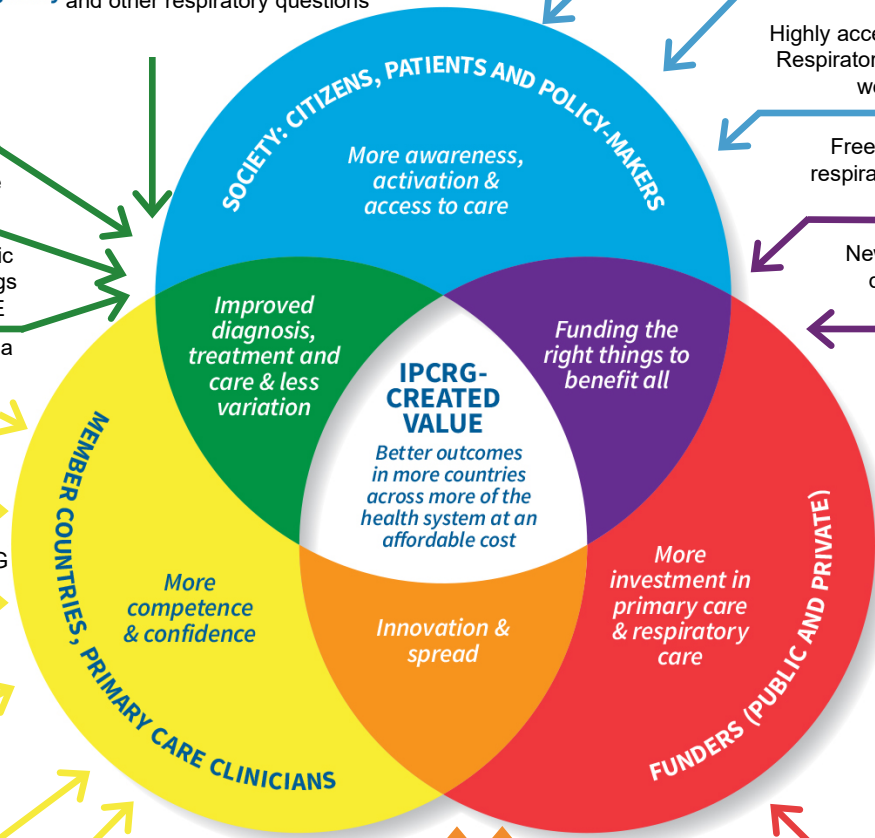 and other respiratory questions
Highly acce
Respirator
we
Free
respira
New
SOCIETY: CITIZENS, PATIENTS AND POLICY-MAKERS
More awareness,
activation &
access to care
ic
gs
E
a
Improved
diagnosis,
treatment and
care & less
variation
Funding the
right things to
benefit all
IPCRG-
CREATED
VALUE
Better outcomes
in more countries
across more of the
health system at an
affordable cost
MEMBER COUNTRIES, PRIMARY CARE CLINICIANS
G
More
competence
& confidence
Innovation &
spread
More
investment in
primary care
& respiratory
care
FUNDERS (PUBLIC AND PRIVATE)